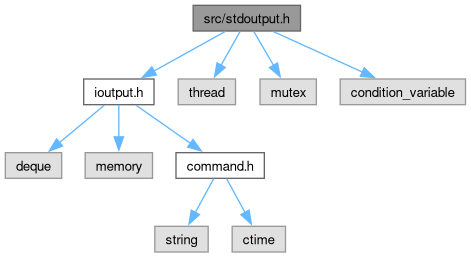 src/stdoutput.h
ioutput.h
thread
mutex
condition_variable
deque
memory
command.h
string
ctime